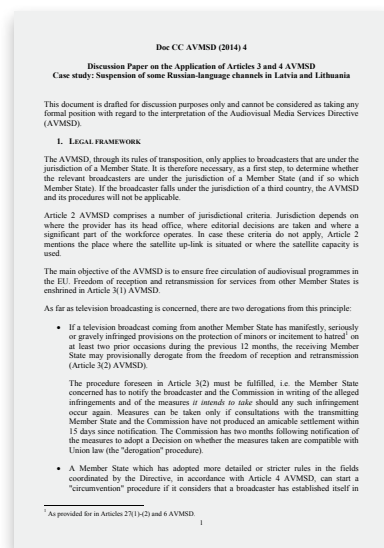 Doc CC AVMSD (2014) 4
Discussion Paper on the Application of Articles 3 and 4 AVMSD
Case study: Suspension of some Russian-language channels in Latvia and Lithuania
This document is drafted for discussion purposes only and cannot be considered as taking any
formal position with regard to the interpretation of the Audiovisual Media Services Directive
(AVMSD).
1. LEGAL FRAMEWORK
The AVMSD, through its rules of transposition, only applies to broadcasters that are under the
jurisdiction of a Member State. It is therefore necessary, as a first step, to determine whether
the relevant broadcasters are under the jurisdiction of a Member State (and if so which
Member State). If the broadcaster falls under the jurisdiction of a third country, the AVMSD
and its procedures will not be applicable.
Article 2 AVMSD comprises a number of jurisdictional criteria. Jurisdiction depends on
where the provider has its head office, where editorial decisions are taken and where a
significant part of the workforce operates. In case these criteria do not apply, Article 2
mentions the place where the satellite up-link is situated or where the satellite capacity is
used.
The main objective of the AVMSD is to ensure free circulation of audiovisual programmes in
the EU. Freedom of reception and retransmission for services from other Member States is
enshrined in Article 3(1) AVMSD.
As far as television broadcasting is concerned, there are two derogations from this principle:
• If a television broadcast coming from another Member State has manifestly, seriously
or gravely infringed provisions on the protection of minors or incitement to hatred¹ on
at least two prior occasions during the previous 12 months, the receiving Member
State may provisionally derogate from the freedom of reception and retransmission
(Article 3(2) AVMSD).
The procedure foreseen in Article 3(2) must be fulfilled, i.e. the Member State
concerned has to notify the broadcaster and the Commission in writing of the alleged
infringements and of the measures it intends to take should any such infringement
occur again. Measures can be taken only if consultations with the transmitting
Member State and the Commission have not produced an amicable settlement within
15 days since notification. The Commission has two months following notification of
the measures to adopt a Decision on whether the measures taken are compatible with
Union law (the "derogation" procedure).
• A Member State which has adopted more detailed or stricter rules in the fields
coordinated by the Directive, in accordance with Article 4 AVMSD, can start a
"circumvention" procedure if it considers that a broadcaster has established itself in
¹ As provided for in Articles 27(1)-(2) and 6 AVMSD.
1